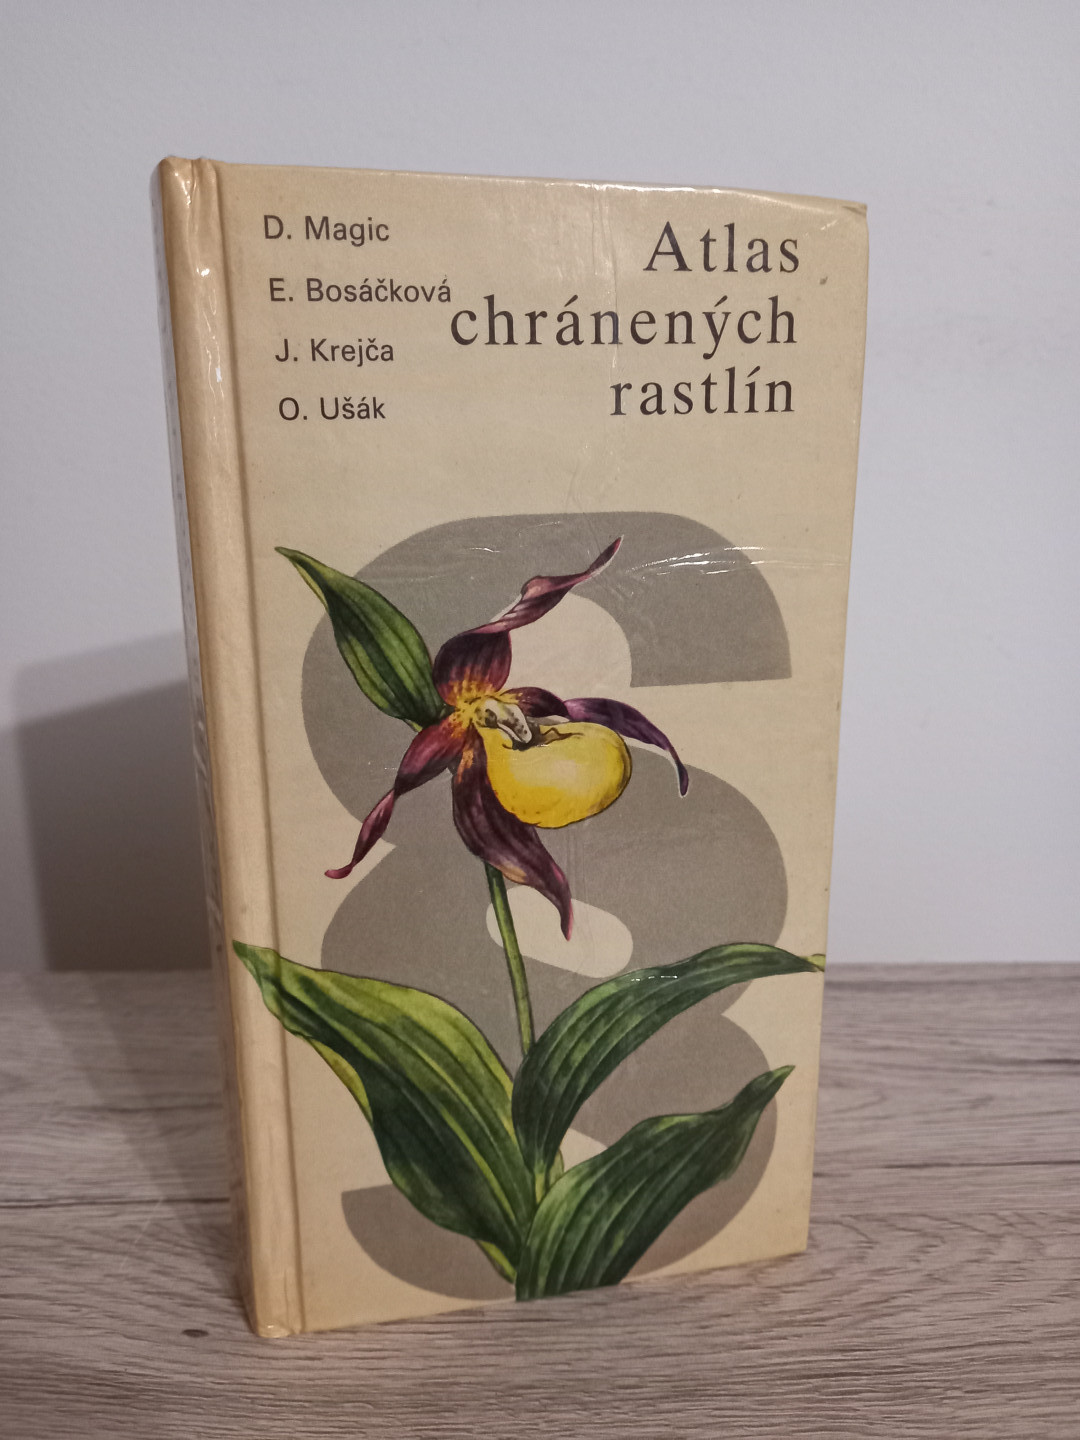 D. Magic
E. Bosáčková
J. Krejča
O. Ušák
Atlas
chránených
rastlín